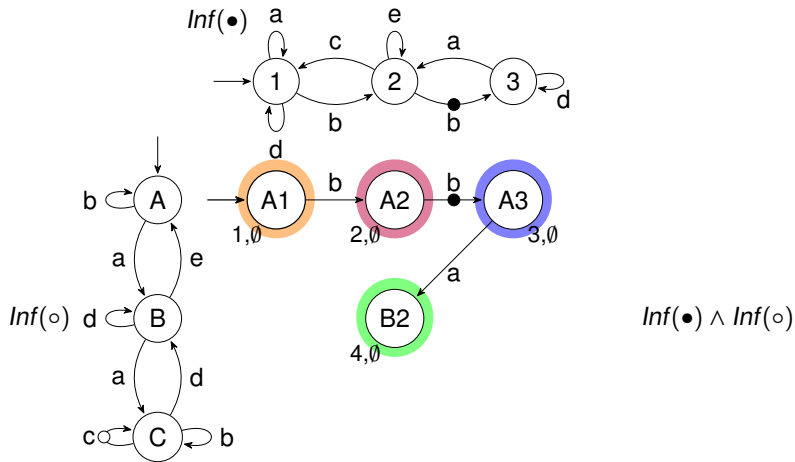 Inf(•)
a
e
c
a
1
2
3
d
b
b
d
b
A
A1
b
A2
b
A3
1,∅
2,∅
3,∅
a
e
a
Inf(∘)
d
B
B2
Inf(•) ∧ Inf(∘)
4,∅
a
d
c
C
b